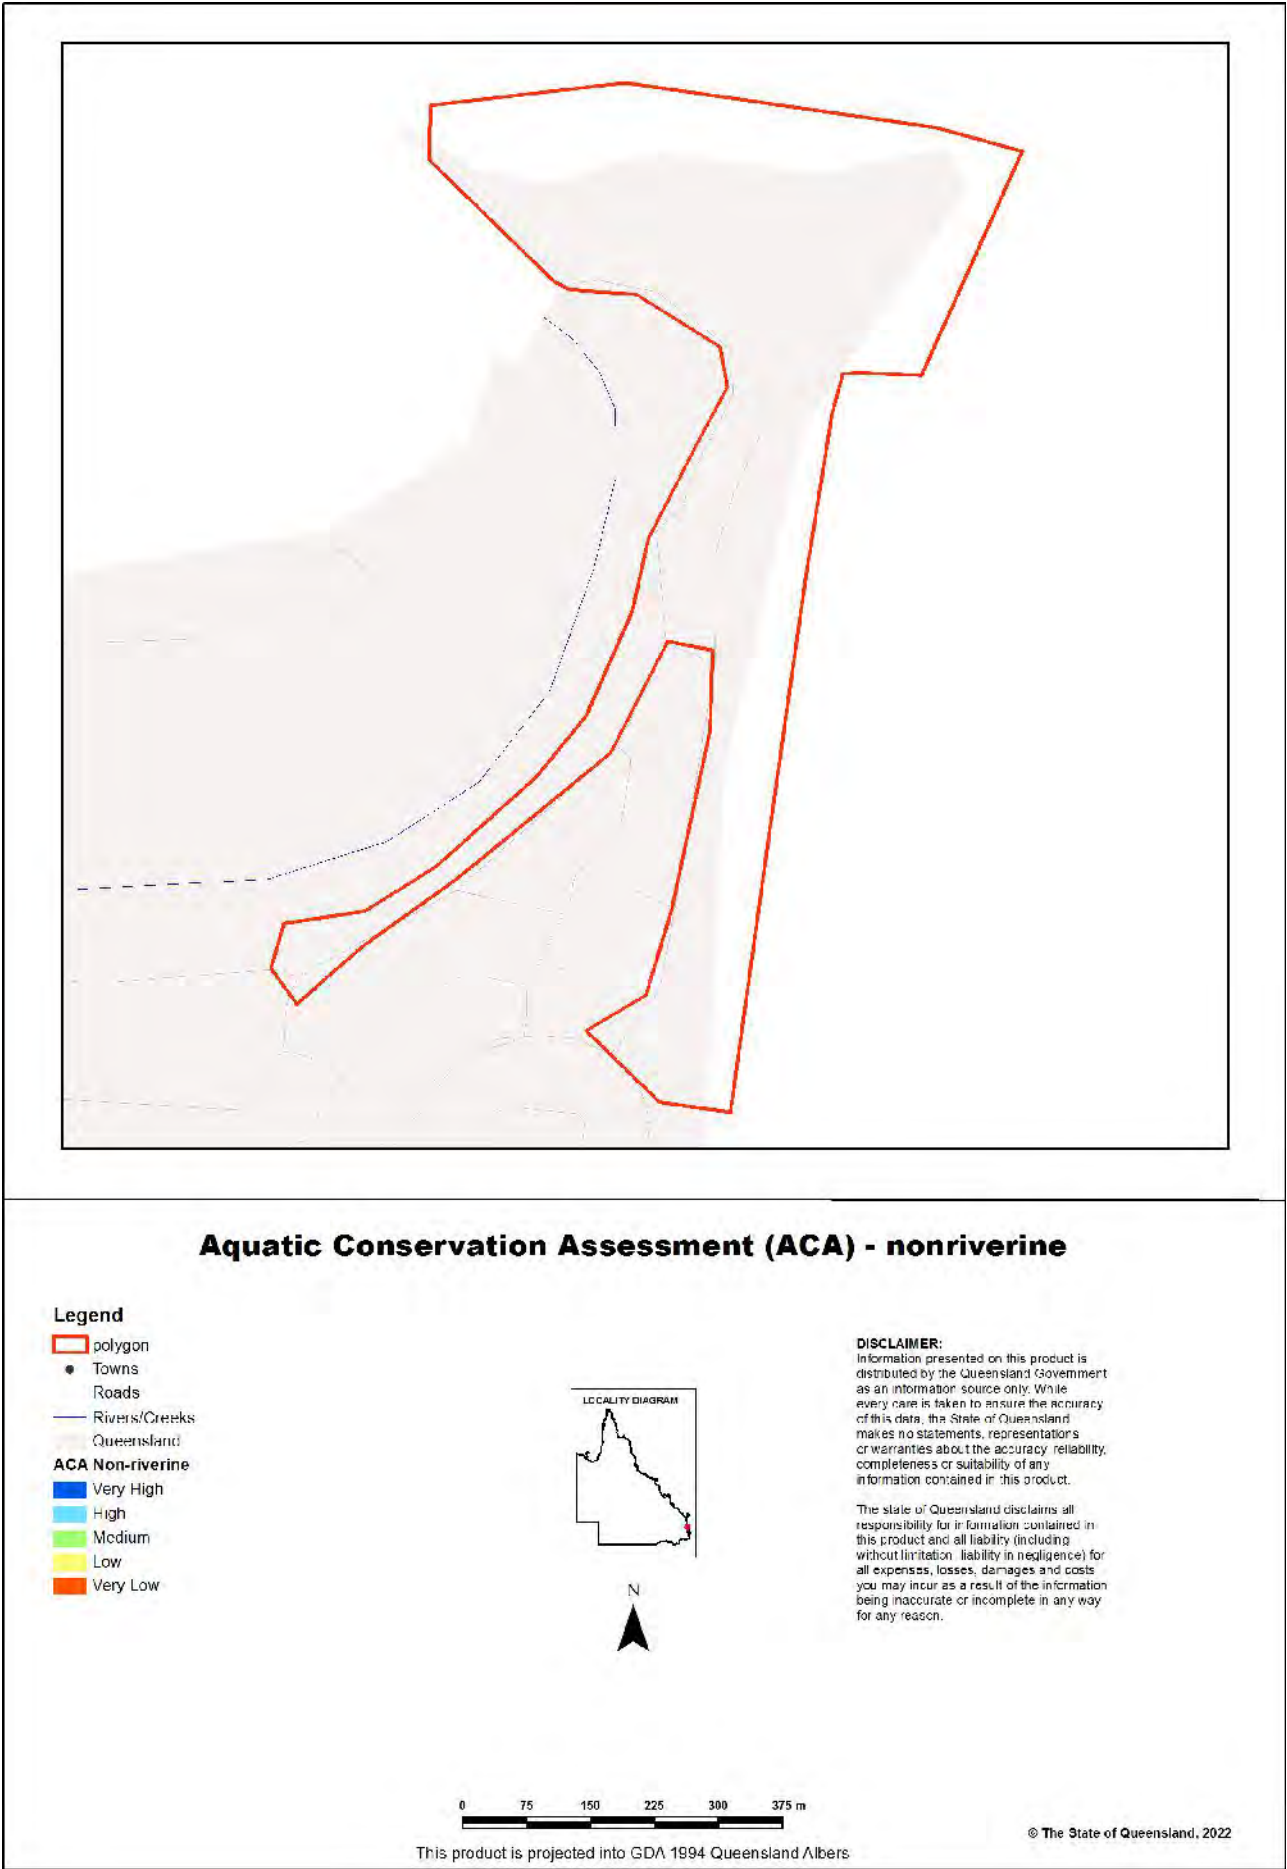 Aquatic Conservation Assessment (ACA) - nonriverine
Legend
polygon
Towns
Roads
Rivers/Creeks
Queensland
ACA Non-riverine
Very High
High
Medium
Low
Very Low
LOCALITY DIAGRAM
N
DISCLAIMER:
Information presented on this product is
distributed by the Queensland Government
as an information source only. While
every care is taken to ensure the accuracy
of this data, the State of Queensland
makes no statements, representations
or warranties about the accuracy, reliability,
completeness or suitability of any
information contained in this product.
The state of Queensland disclaims all
responsibility for information contained in
this product and all liability (including
without limitation, liability in negligence) for
all expenses, losses, damages and costs
you may incur as a result of the information
being inaccurate or incomplete in any way
for any reason.
0 75 150 225 300 375 m
This product is projected into GDA 1994 Queensland Albers
© The State of Queensland, 2022